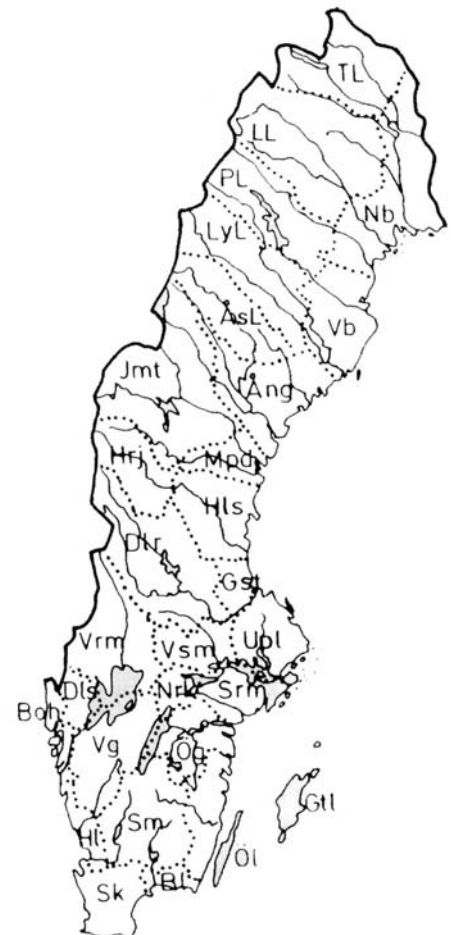 TL
LL
PL
Nb
LyL
ÅsL
Vb
Jmt
Ång
Hrj
Mpd
Hls
Dlr
Gst
Vrm
Vsm
Upl
Dls
Nrk
Srm
Boh
Vg
Ög
Gtl
Sm
Hl
Öl
Sk
Bl